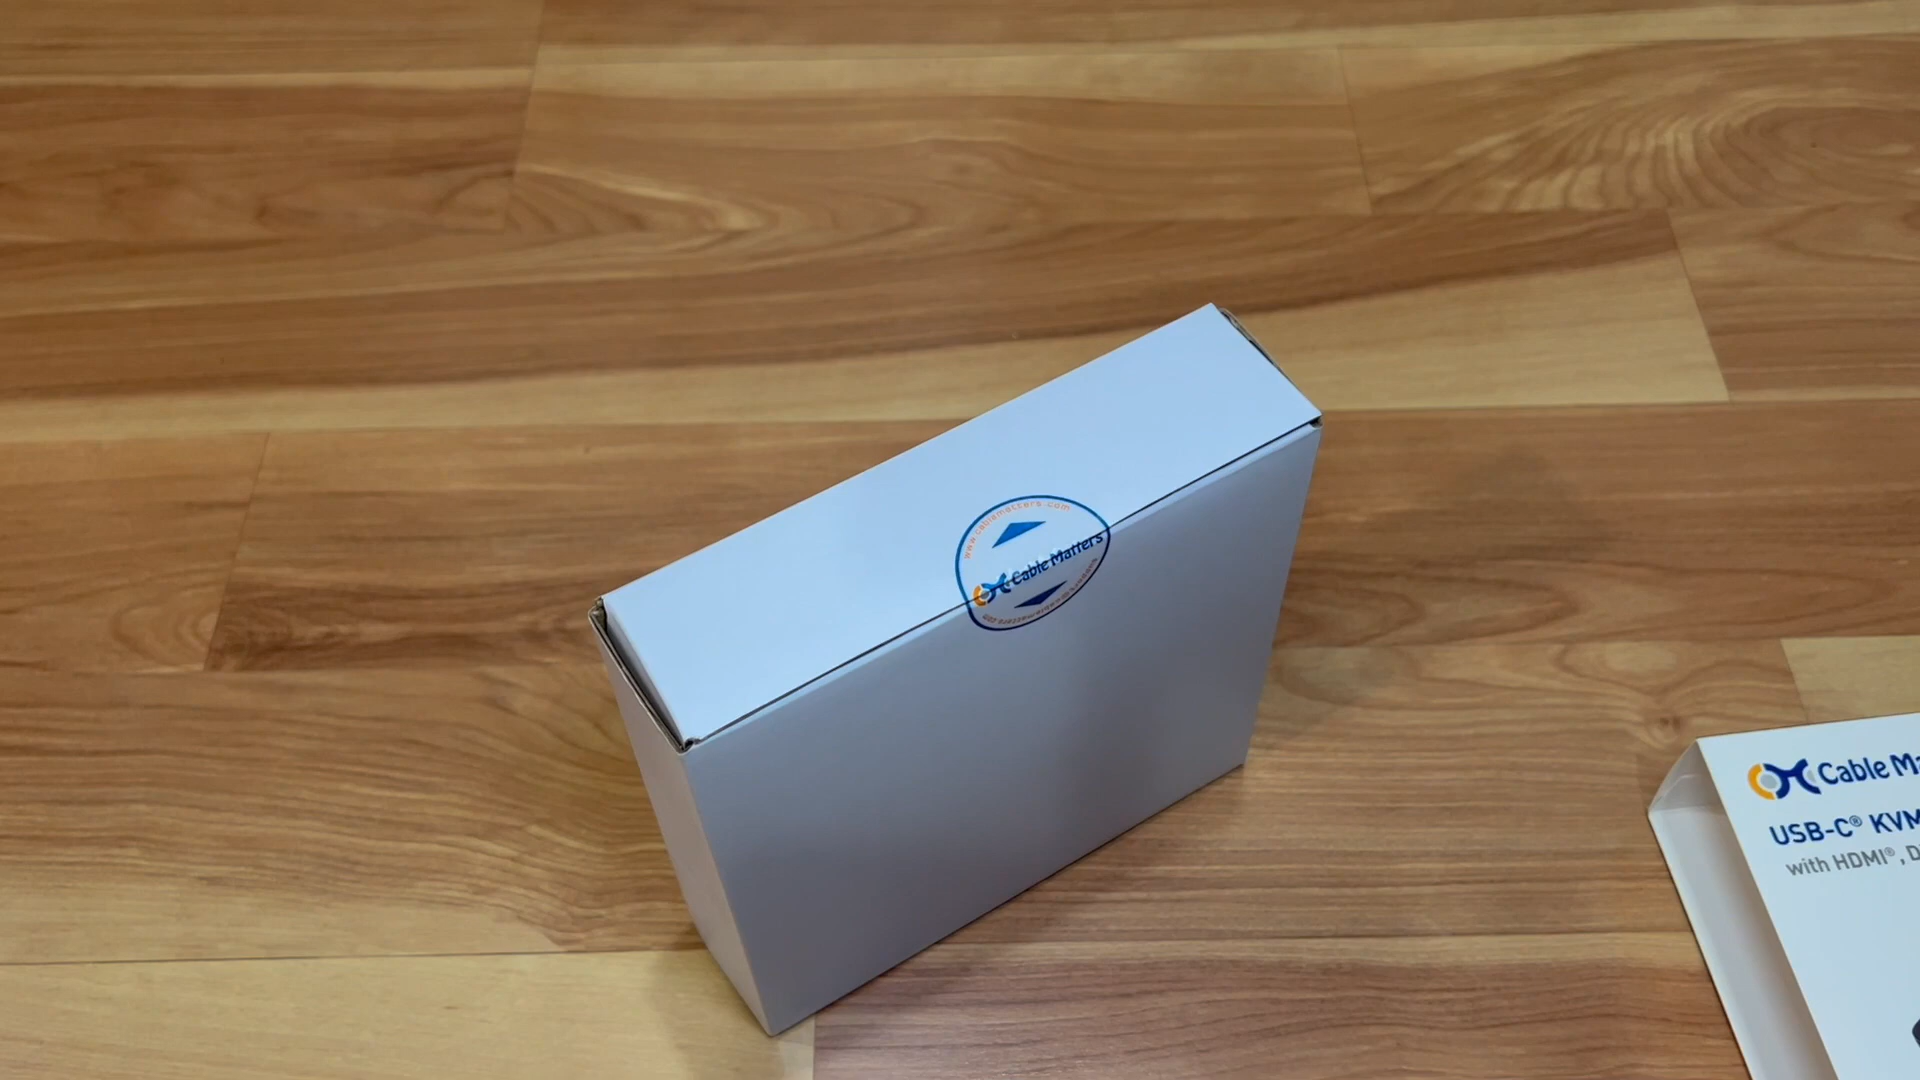 www.cablematters.com
Cable Matters
Cable Ma
USB-C® KVM
with HDMI®, D